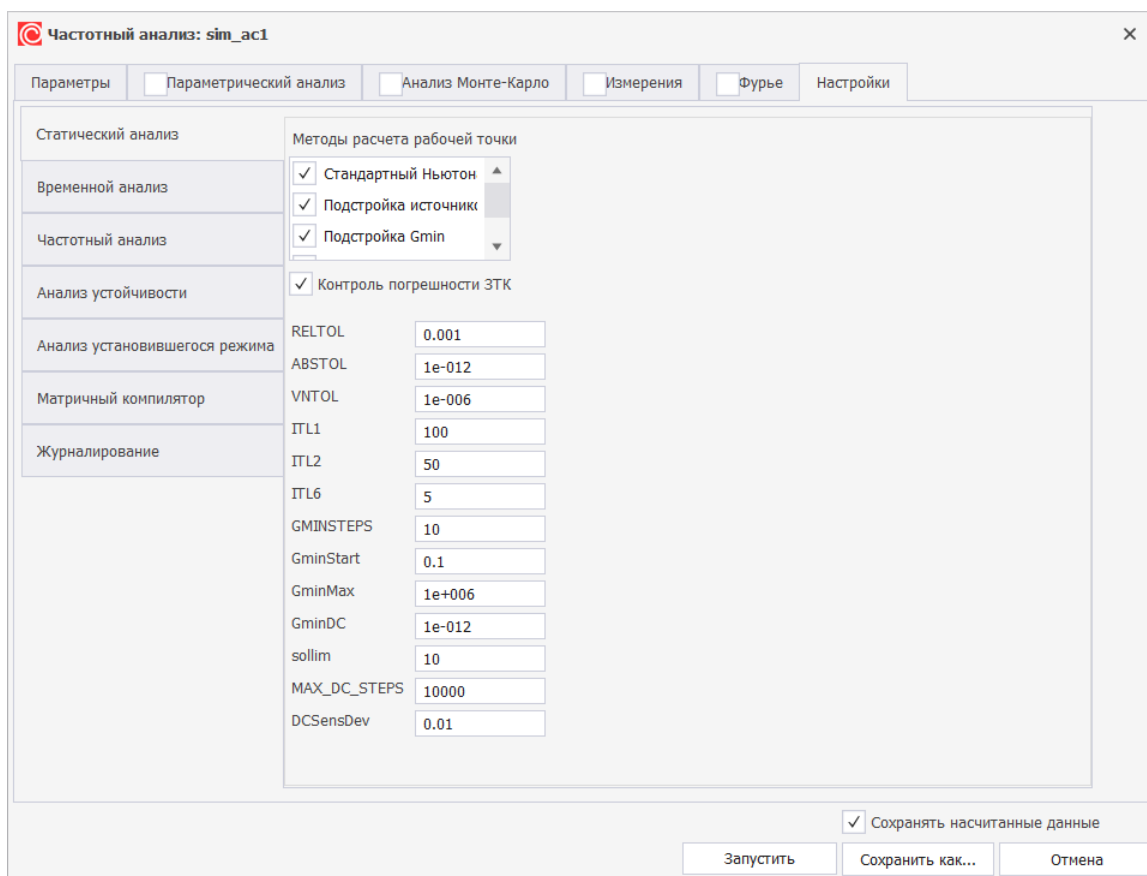 Частотный анализ: sim_ac1
Параметры Параметрический анализ Анализ Монте-Карло Измерения Фурье Настройки
Статический анализ
Временной анализ
Частотный анализ
Анализ устойчивости
Анализ установившегося режима
Матричный компилятор
Журналирование
Методы расчета рабочей точки
Стандартный Ньютон
Подстройка источникс
Подстройка Gmin
Контроль погрешности ЗТК
RELTOL 0.001
ABSTOL 1e-012
VNTOL 1e-006
ITL1 100
ITL2 50
ITL6 5
GMINSTEPS 10
GminStart 0.1
GminMax 1e+006
GminDC 1e-012
sollim 10
MAX_DC_STEPS 10000
DCSensDev 0.01
Сохранять насчитанные данные
Запустить Сохранить как... Отмена